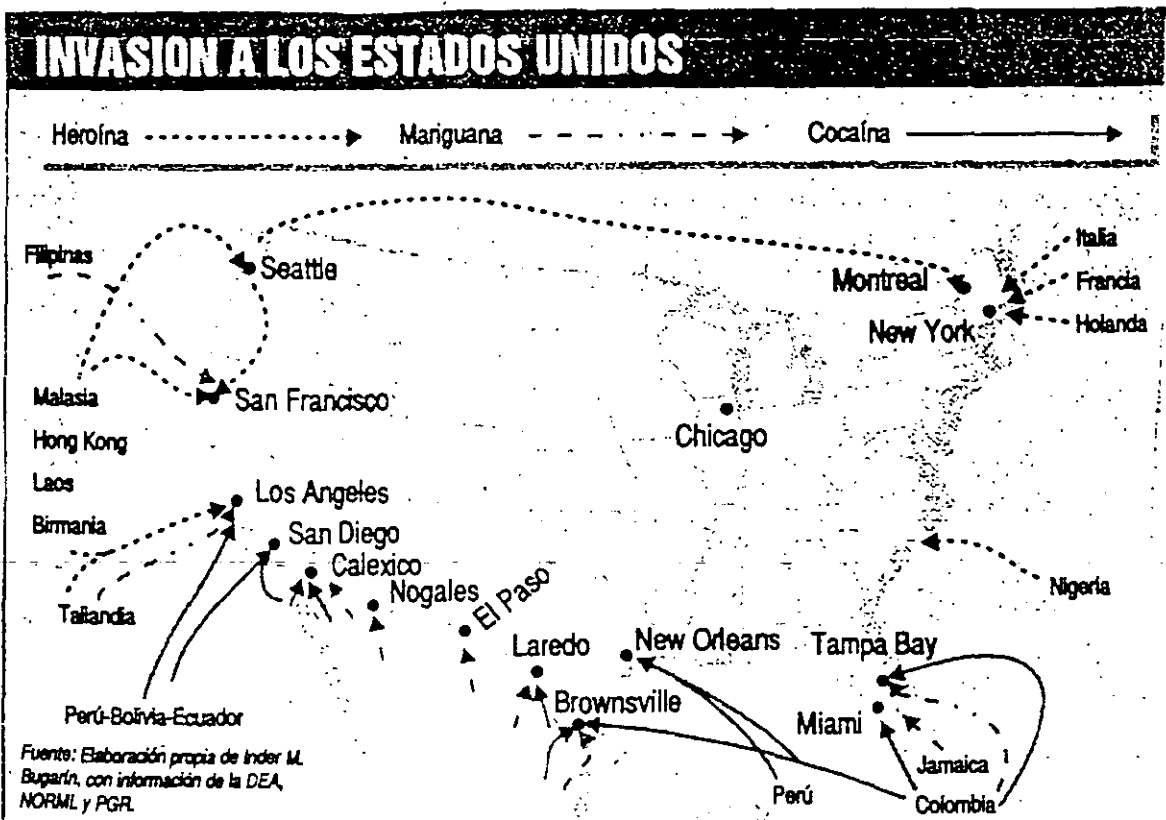 INVASION A LOS ESTADOS UNIDOS
Heroína Mariguana Cocaína
Filipinas
Seattle
Montreal
Italia
Francia
New York
Holanda
Malasia
San Francisco
Hong Kong
Chicago
Laos
Los Angeles
Birmania
San Diego
Calexico
Nogales
Tailandia
El Paso
Nigeria
Laredo
New Orleans
Tampa Bay
Brownsville
Miami
Perú-Bolivia-Ecuador
Jamaica
Perú
Colombia
Fuente: Elaboración propia de Inder M.
Bugarín, con información de la DEA,
NORML y PGR.